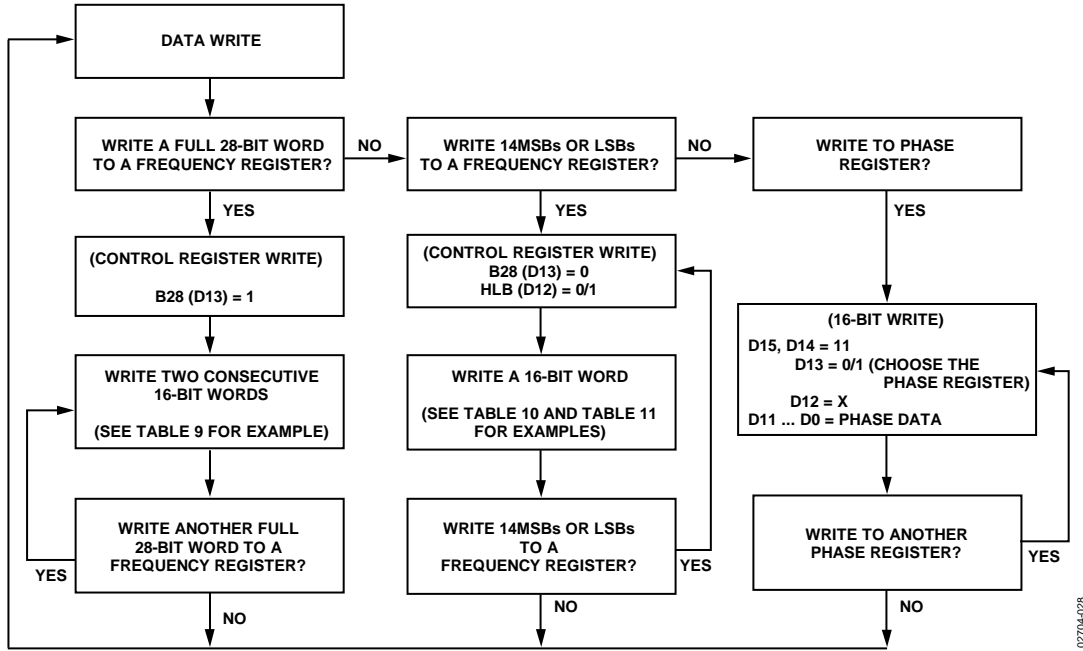 DATA WRITE
WRITE A FULL 28-BIT WORD
TO A FREQUENCY REGISTER?
NO
WRITE 14MSBs OR LSBs
TO A FREQUENCY REGISTER?
NO
WRITE TO PHASE
REGISTER?
YES
YES
YES
(CONTROL REGISTER WRITE)
B28 (D13) = 1
(CONTROL REGISTER WRITE)
B28 (D13) = 0
HLB (D12) = 0/1
(16-BIT WRITE)
D15, D14 = 11
D13 = 0/1 (CHOOSE THE
PHASE REGISTER)
D12 = X
D11 ... D0 = PHASE DATA
WRITE TWO CONSECUTIVE
16-BIT WORDS
(SEE TABLE 9 FOR EXAMPLE)
WRITE A 16-BIT WORD
(SEE TABLE 10 AND TABLE 11
FOR EXAMPLES)
WRITE ANOTHER FULL
28-BIT WORD TO A
FREQUENCY REGISTER?
YES
WRITE 14MSBs OR LSBs
TO A
FREQUENCY REGISTER?
YES
WRITE TO ANOTHER
PHASE REGISTER?
YES
NO
NO
NO
02704-028